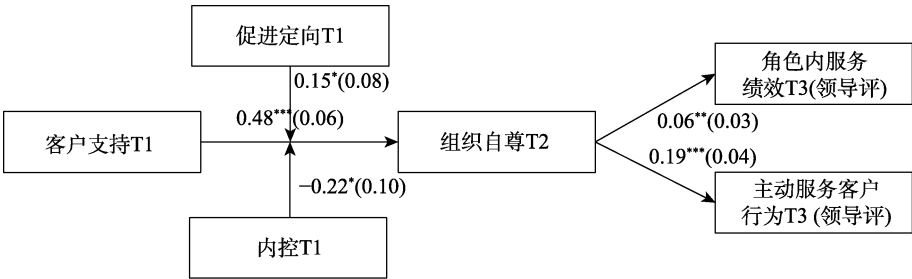 促进定向T1
0.15*(0.08)
角色内服务
绩效T3(领导评)
客户支持T1
0.48***(0.06)
组织自尊T2
0.06**(0.03)
0.19***(0.04)
−0.22*(0.10)
主动服务客户
行为T3 (领导评)
内控T1